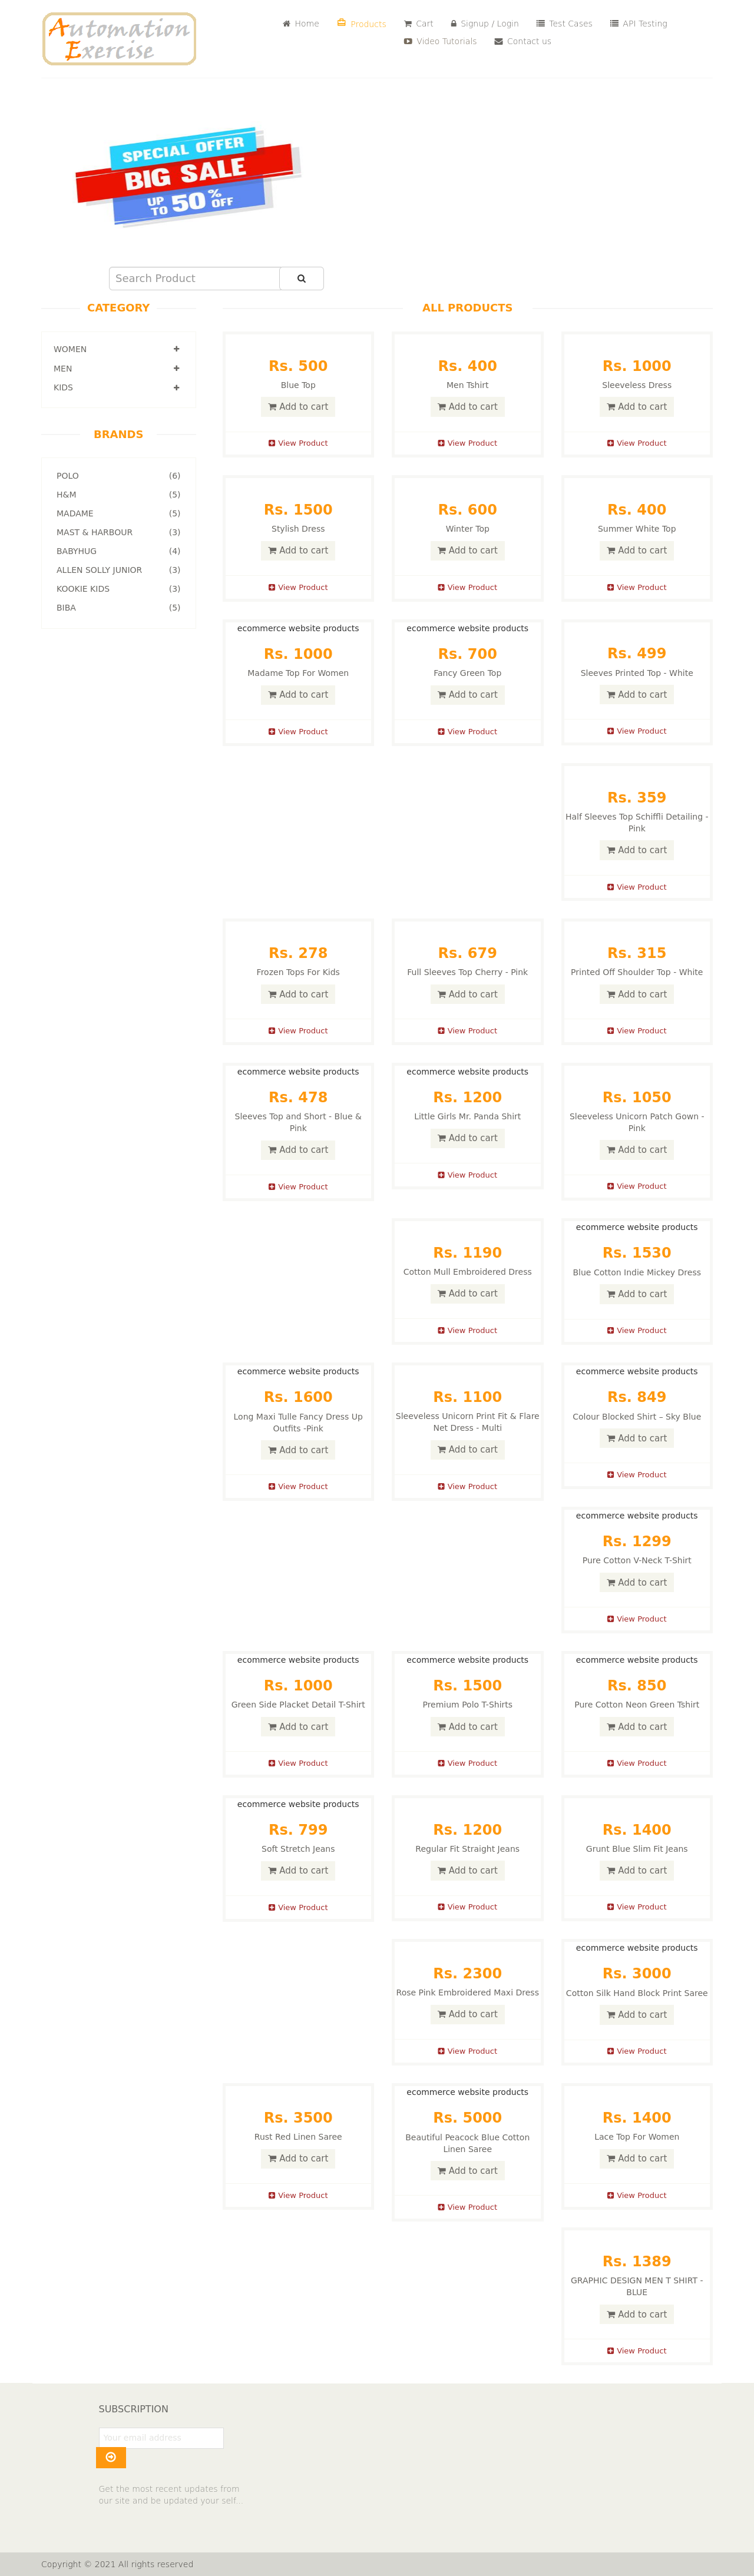 Automation
Exercise
Home
Products
Cart
Signup / Login
Test Cases
API Testing
Video Tutorials
Contact us
SPECIAL OFFER
BIG SALE
UP TO 50% OFF
Search Product
CATEGORY
WOMEN
MEN
KIDS
BRANDS
POLO (6)
H&M (5)
MADAME (5)
MAST & HARBOUR (3)
BABYHUG (4)
ALLEN SOLLY JUNIOR (3)
KOOKIE KIDS (3)
BIBA (5)
ALL PRODUCTS
Rs. 500
Blue Top
Add to cart
View Product
Rs. 400
Men Tshirt
Add to cart
View Product
Rs. 1000
Sleeveless Dress
Add to cart
View Product
Rs. 1500
Stylish Dress
Add to cart
View Product
Rs. 600
Winter Top
Add to cart
View Product
Rs. 400
Summer White Top
Add to cart
View Product
ecommerce website products
Rs. 1000
Madame Top For Women
Add to cart
View Product
ecommerce website products
Rs. 700
Fancy Green Top
Add to cart
View Product
Rs. 499
Sleeves Printed Top - White
Add to cart
View Product
Rs. 359
Half Sleeves Top Schiffli Detailing -
Pink
Add to cart
View Product
Rs. 278
Frozen Tops For Kids
Add to cart
View Product
Rs. 679
Full Sleeves Top Cherry - Pink
Add to cart
View Product
Rs. 315
Printed Off Shoulder Top - White
Add to cart
View Product
ecommerce website products
Rs. 478
Sleeves Top and Short - Blue &
Pink
Add to cart
View Product
ecommerce website products
Rs. 1200
Little Girls Mr. Panda Shirt
Add to cart
View Product
Rs. 1050
Sleeveless Unicorn Patch Gown -
Pink
Add to cart
View Product
Rs. 1190
Cotton Mull Embroidered Dress
Add to cart
View Product
ecommerce website products
Rs. 1530
Blue Cotton Indie Mickey Dress
Add to cart
View Product
ecommerce website products
Rs. 1600
Long Maxi Tulle Fancy Dress Up
Outfits -Pink
Add to cart
View Product
Rs. 1100
Sleeveless Unicorn Print Fit & Flare
Net Dress - Multi
Add to cart
View Product
ecommerce website products
Rs. 849
Colour Blocked Shirt – Sky Blue
Add to cart
View Product
ecommerce website products
Rs. 1299
Pure Cotton V-Neck T-Shirt
Add to cart
View Product
ecommerce website products
Rs. 1000
Green Side Placket Detail T-Shirt
Add to cart
View Product
ecommerce website products
Rs. 1500
Premium Polo T-Shirts
Add to cart
View Product
ecommerce website products
Rs. 850
Pure Cotton Neon Green Tshirt
Add to cart
View Product
ecommerce website products
Rs. 799
Soft Stretch Jeans
Add to cart
View Product
Rs. 1200
Regular Fit Straight Jeans
Add to cart
View Product
Rs. 1400
Grunt Blue Slim Fit Jeans
Add to cart
View Product
Rs. 2300
Rose Pink Embroidered Maxi Dress
Add to cart
View Product
ecommerce website products
Rs. 3000
Cotton Silk Hand Block Print Saree
Add to cart
View Product
Rs. 3500
Rust Red Linen Saree
Add to cart
View Product
ecommerce website products
Rs. 5000
Beautiful Peacock Blue Cotton
Linen Saree
Add to cart
View Product
Rs. 1400
Lace Top For Women
Add to cart
View Product
Rs. 1389
GRAPHIC DESIGN MEN T SHIRT -
BLUE
Add to cart
View Product
SUBSCRIPTION
Your email address
Get the most recent updates from
our site and be updated your self...
Copyright © 2021 All rights reserved